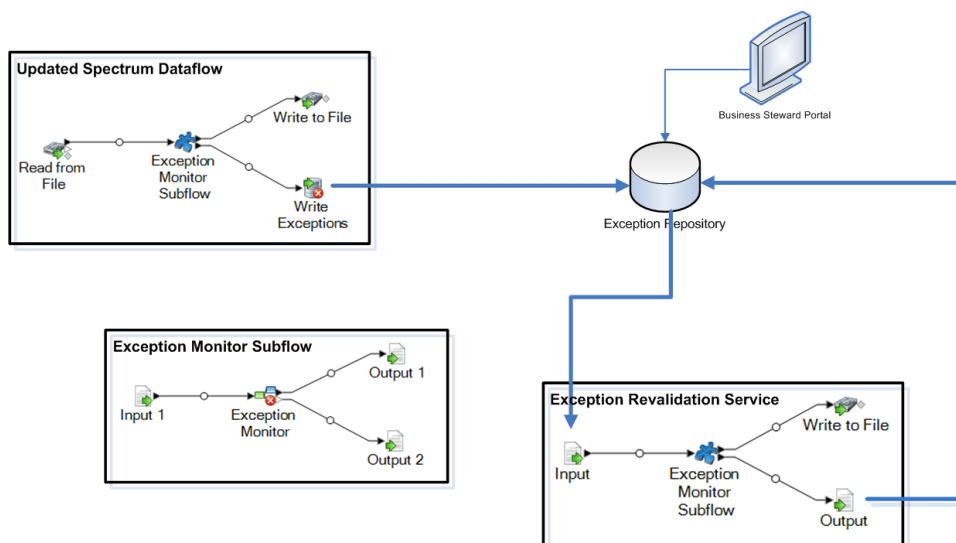 Updated Spectrum Dataflow
Write to File
Read from
File
Exception
Monitor
Subflow
Write
Exceptions
Business Steward Portal
Exception Repository
Exception Monitor Subflow
Input 1
Exception
Monitor
Output 1
Output 2
Exception Revalidation Service
Write to File
Input
Exception
Monitor
Subflow
Output